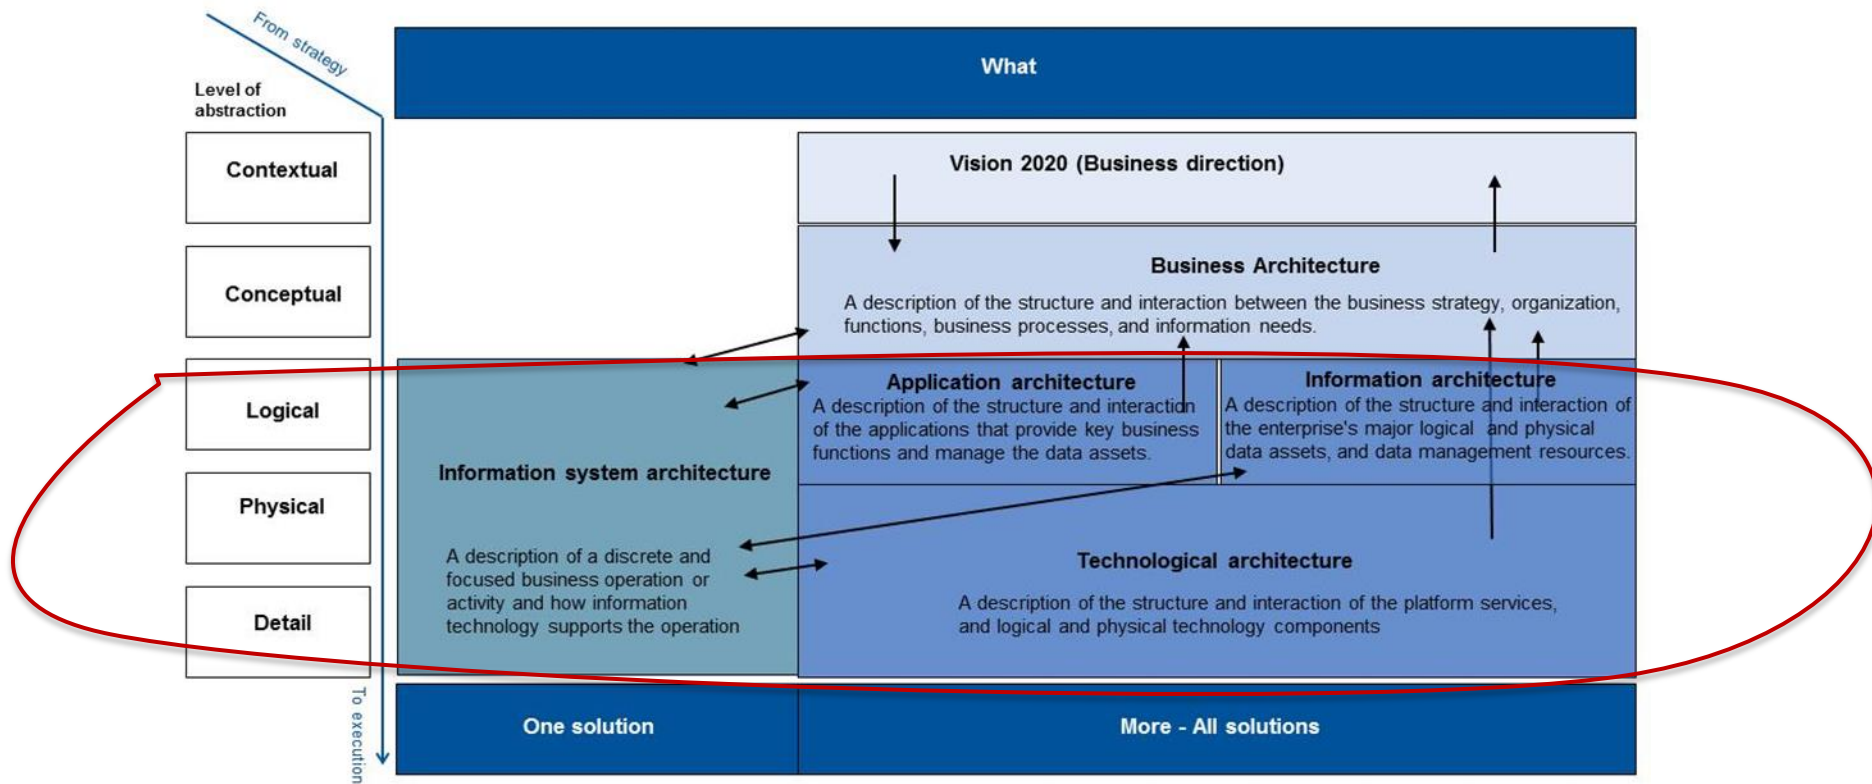 From strategy
What
Level of
abstraction
Contextual
Vision 2020 (Business direction)
Conceptual
Business Architecture
A description of the structure and interaction between the business strategy, organization,
functions, business processes, and information needs.
Logical
Application architecture
A description of the structure and interaction
of the applications that provide key business
functions and manage the data assets.
Information architecture
A description of the structure and interaction of
the enterprise's major logical and physical
data assets, and data management resources.
Physical
Information system architecture
A description of a discrete and
focused business operation or
activity and how information
technology supports the operation
Technological architecture
A description of the structure and interaction of the platform services,
and logical and physical technology components
Detail
To execution
One solution
More - All solutions